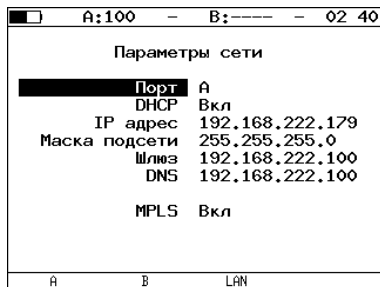 A:100 – B:---- – 02 40
Параметры сети
Порт A
DHCP Вкл
IP адрес 192.168.222.179
Маска подсети 255.255.255.0
Шлюз 192.168.222.100
DNS 192.168.222.100
MPLS Вкл
A B LAN